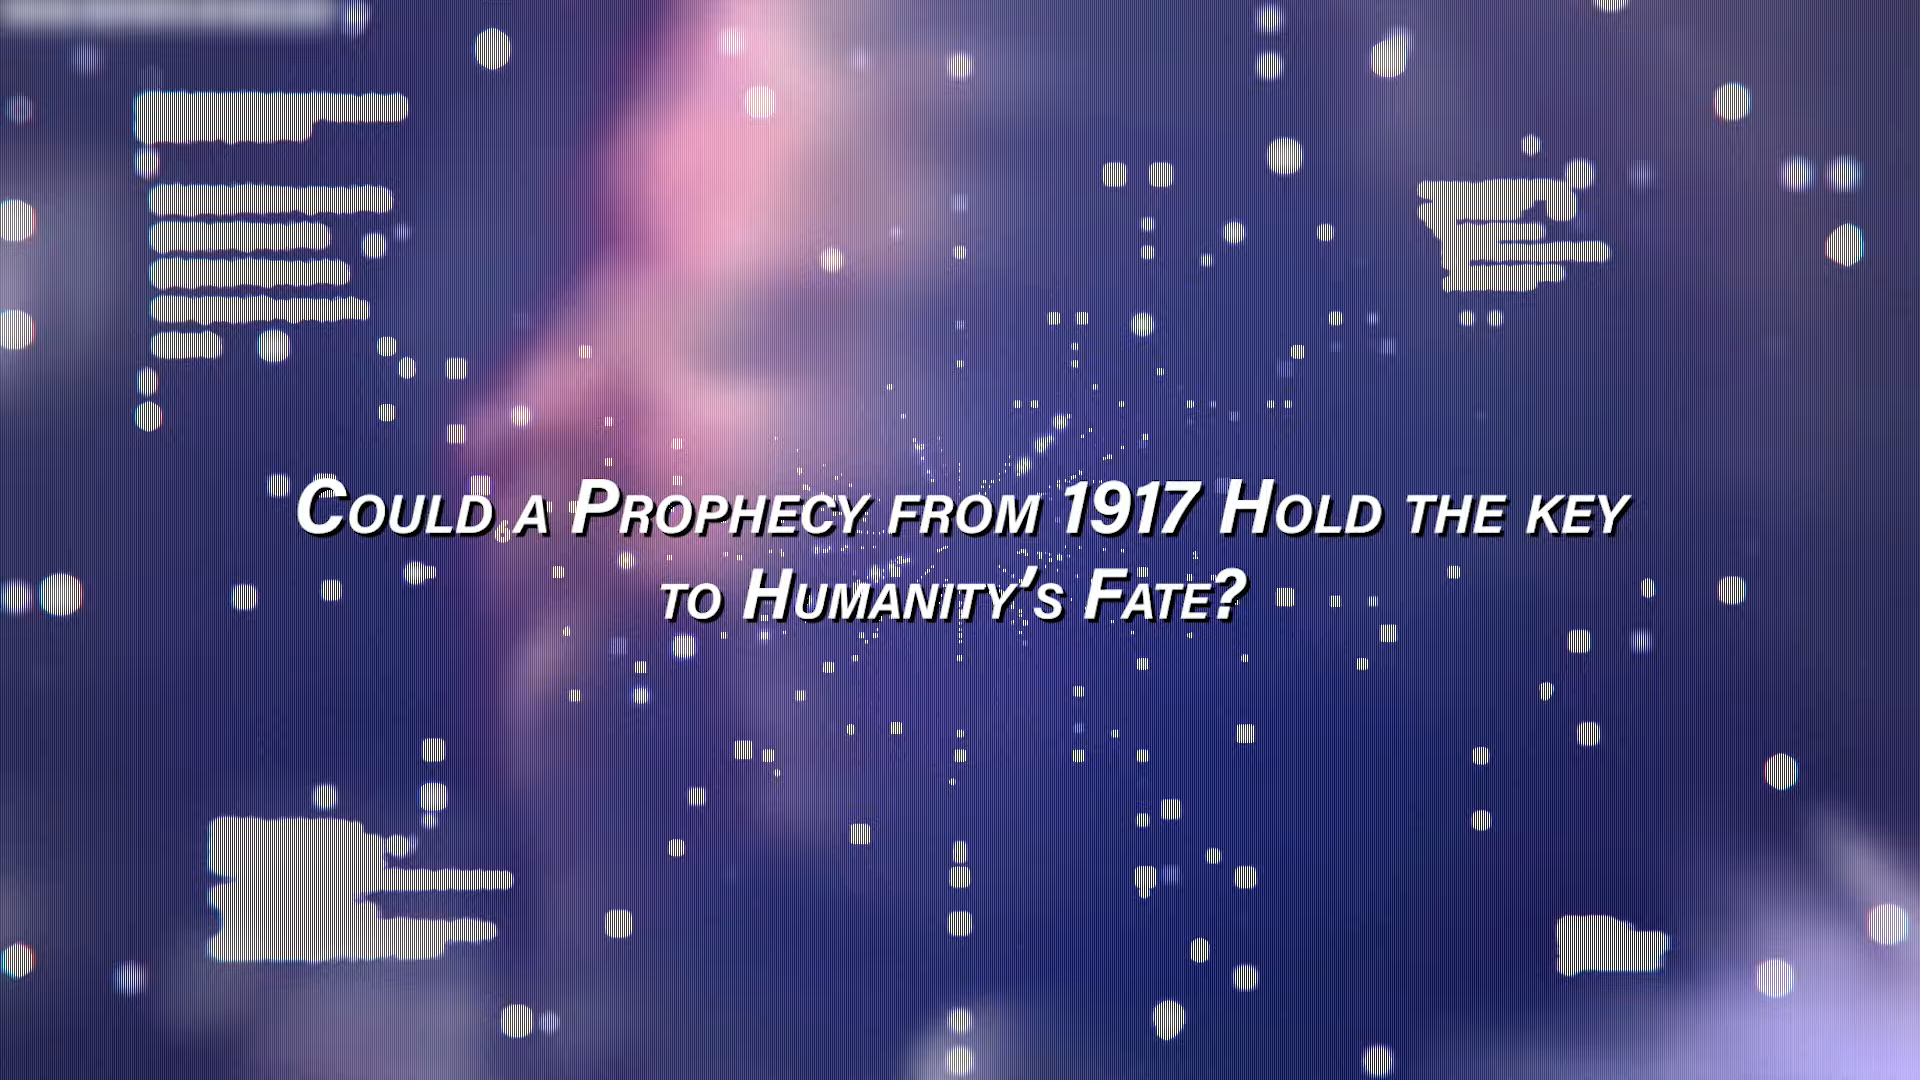 Could a Prophecy from 1917 Hold the key
to Humanity's Fate?